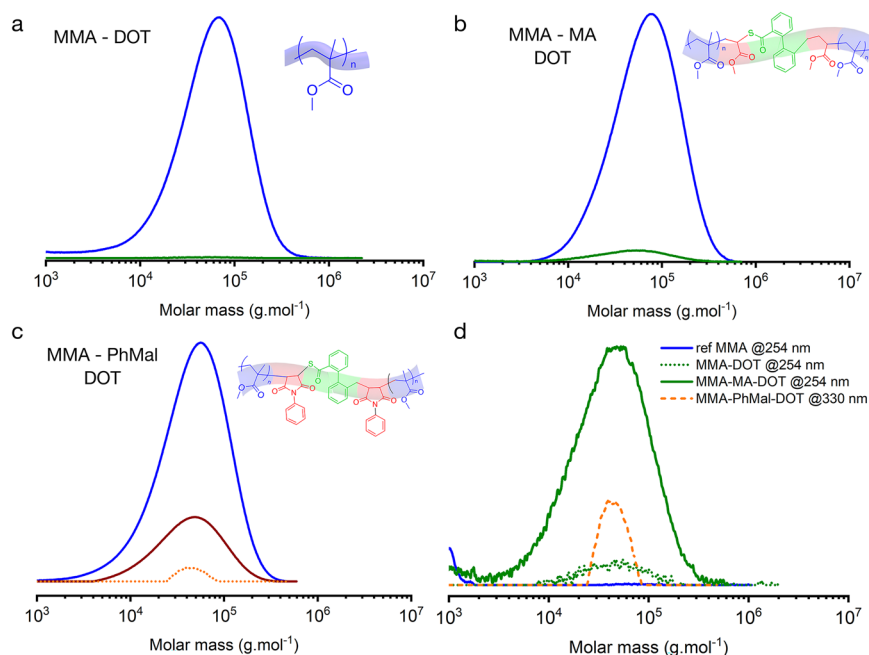 a
MMA - DOT
n
n
O
O
10³ 10⁴ 10⁵ 10⁶ 10⁷
Molar mass (g.mol⁻¹)
b
MMA - MA
DOT
S
O
n
n
O O O O
O O O O
10³ 10⁴ 10⁵ 10⁶ 10⁷
Molar mass (g.mol⁻¹)
c
MMA - PhMal
DOT
S
O
n
n
O O O N O O N O O O
10³ 10⁴ 10⁵ 10⁶ 10⁷
Molar mass (g.mol⁻¹)
d
ref MMA @254 nm
MMA-DOT @254 nm
MMA-MA-DOT @254 nm
MMA-PhMal-DOT @330 nm
10³ 10⁴ 10⁵ 10⁶ 10⁷
Molar mass (g.mol⁻¹)